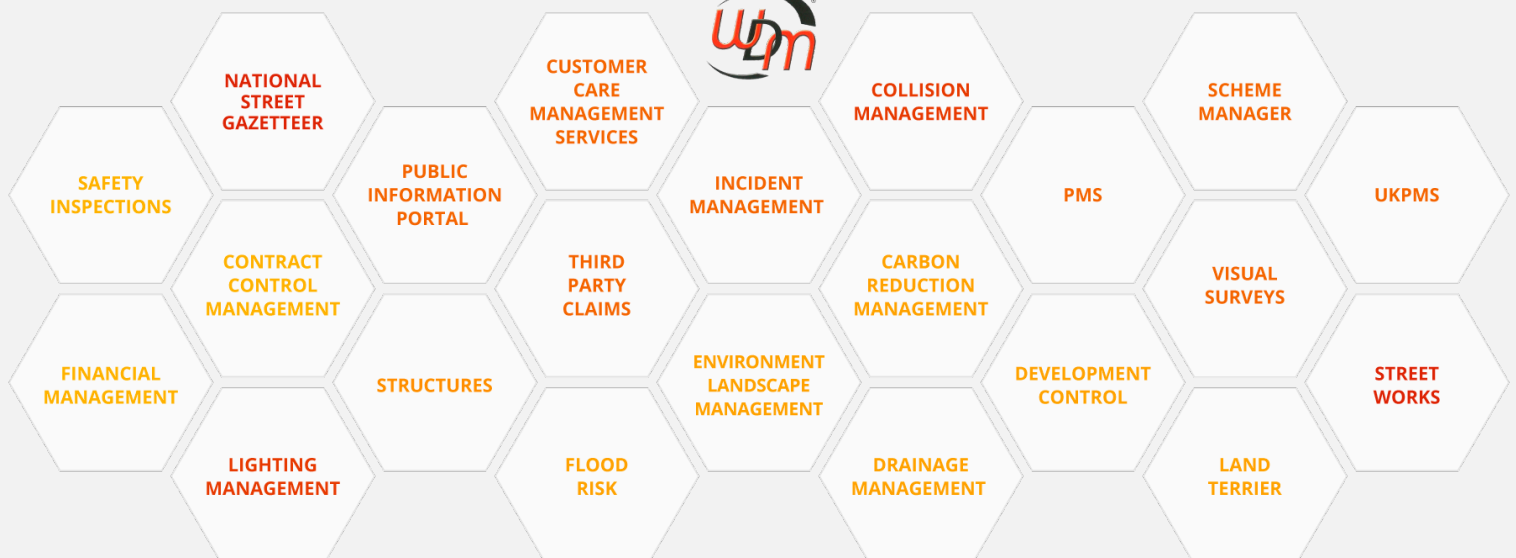 WDM
NATIONAL
STREET
GAZETTEER
CUSTOMER
CARE
MANAGEMENT
SERVICES
COLLISION
MANAGEMENT
SCHEME
MANAGER
SAFETY
INSPECTIONS
PUBLIC
INFORMATION
PORTAL
INCIDENT
MANAGEMENT
PMS
UKPMS
CONTRACT
CONTROL
MANAGEMENT
THIRD
PARTY
CLAIMS
CARBON
REDUCTION
MANAGEMENT
VISUAL
SURVEYS
FINANCIAL
MANAGEMENT
STRUCTURES
ENVIRONMENT
LANDSCAPE
MANAGEMENT
DEVELOPMENT
CONTROL
STREET
WORKS
LIGHTING
MANAGEMENT
FLOOD
RISK
DRAINAGE
MANAGEMENT
LAND
TERRIER